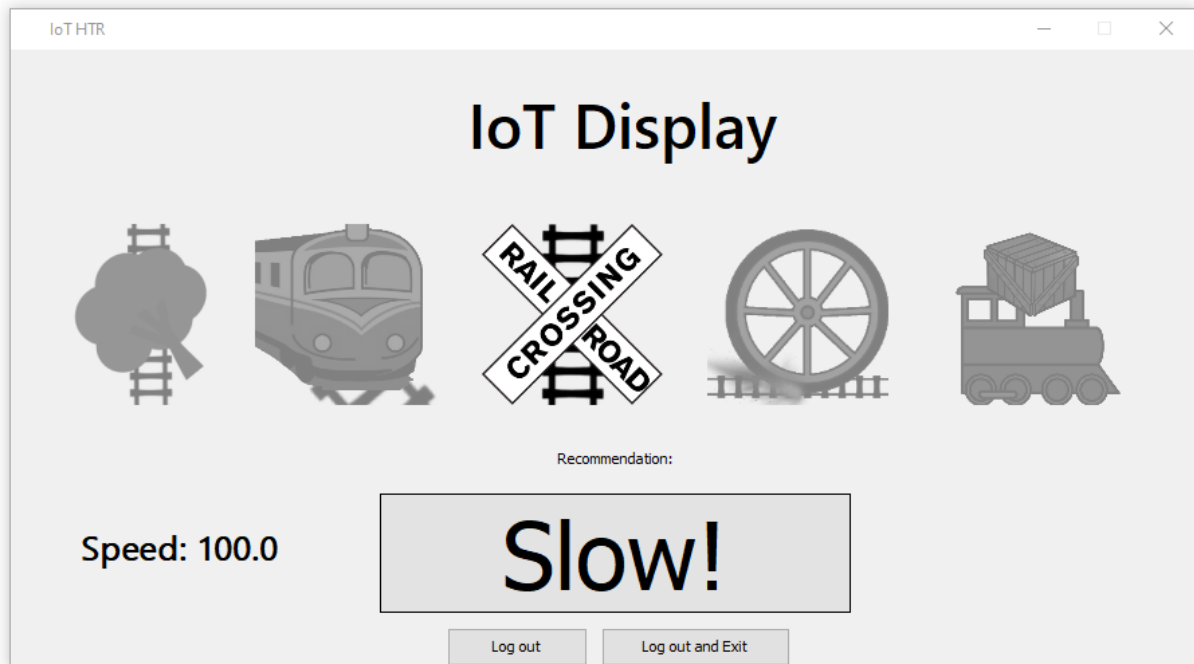 IoT HTR
IoT Display
RAIL ROAD
CROSSING
Recommendation:
Speed: 100.0
Slow!
Log out
Log out and Exit